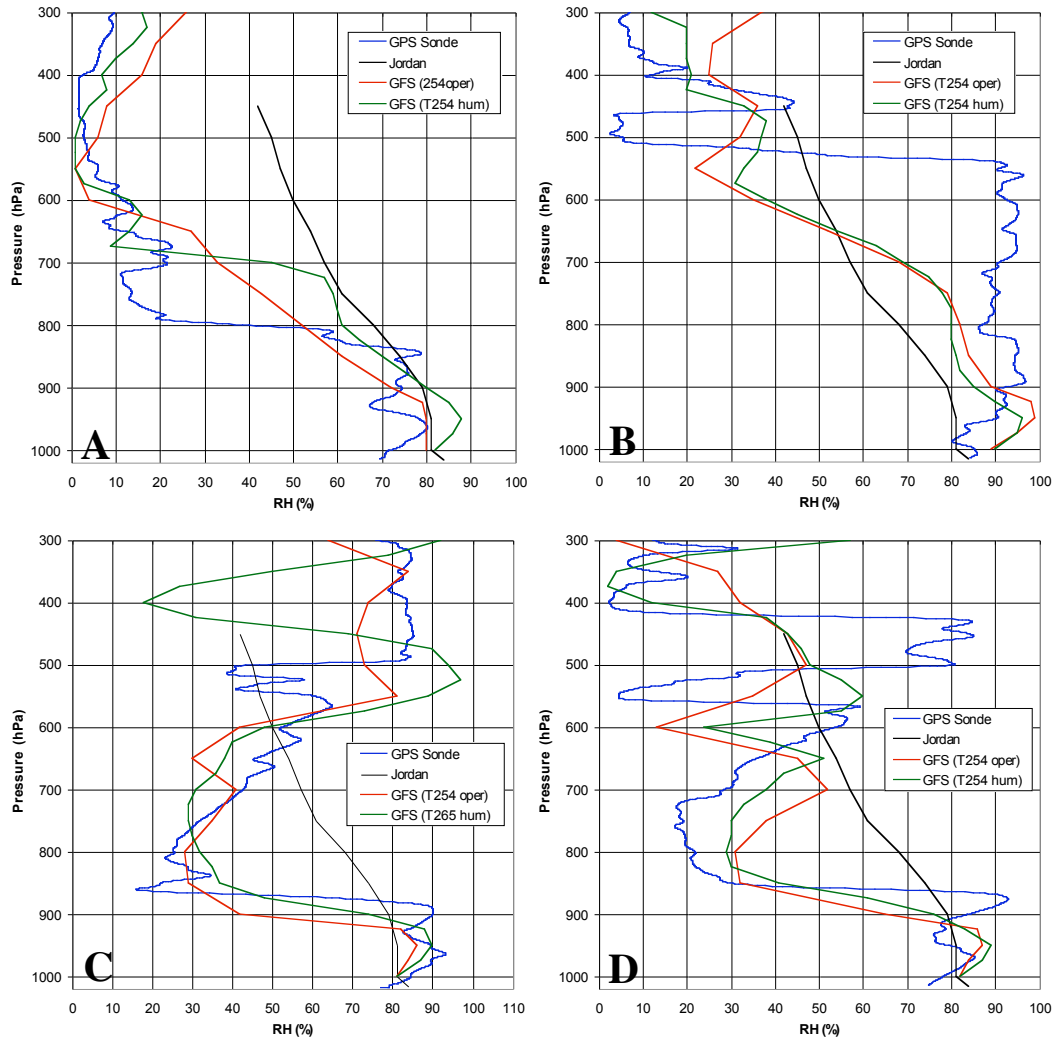 300
400
500
600
700
800
900
1000
Pressure (hPa)
GPS Sonde
Jordan
GFS (254oper)
GFS (T254 hum)
A
0 10 20 30 40 50 60 70 80 90 100
RH (%)
300
400
500
600
700
800
900
1000
Pressure (hPa)
GPS Sonde
Jordan
GFS (T254 oper)
GFS (T254 hum)
B
0 10 20 30 40 50 60 70 80 90 100
RH (%)
300
400
500
600
700
800
900
1000
Pressure (hPa)
GPS Sonde
Jordan
GFS (T254 oper)
GFS (T265 hum)
C
0 10 20 30 40 50 60 70 80 90 100 110
RH (%)
300
400
500
600
700
800
900
1000
Pressure (hPa)
GPS Sonde
Jordan
GFS (T254 oper)
GFS (T254 hum)
D
0 10 20 30 40 50 60 70 80 90 100
RH (%)